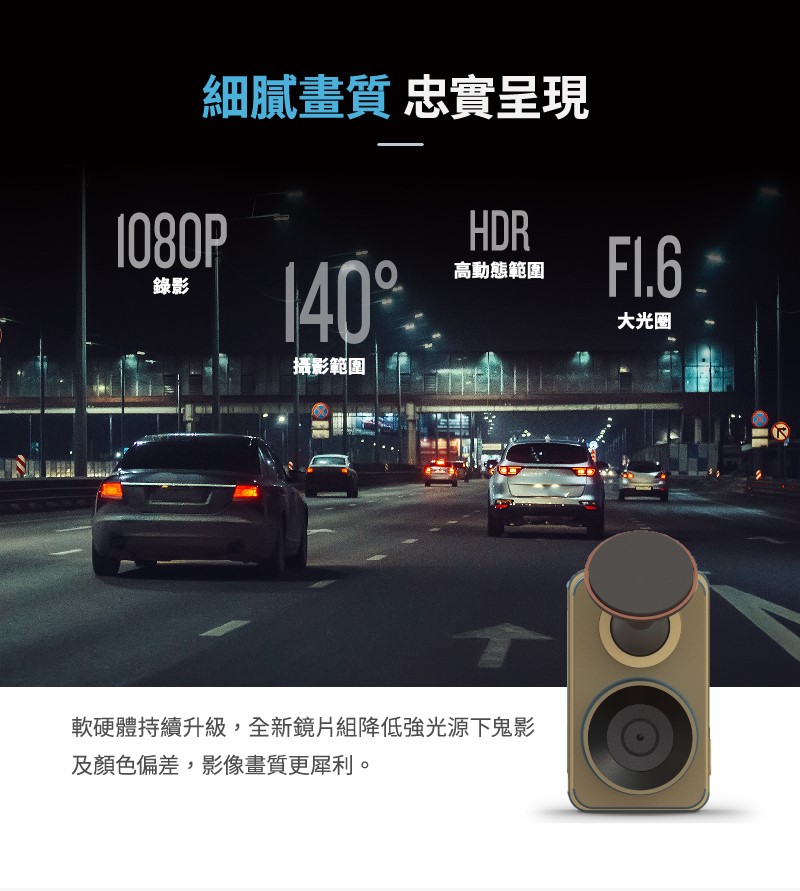 細膩畫質 忠實呈現
1080P
錄影
140°
攝影範圍
HDR
高動態範圍
F1.6
大光圈
軟硬體持續升級，全新鏡片組降低強光源下鬼影
及顏色偏差，影像畫質更犀利。